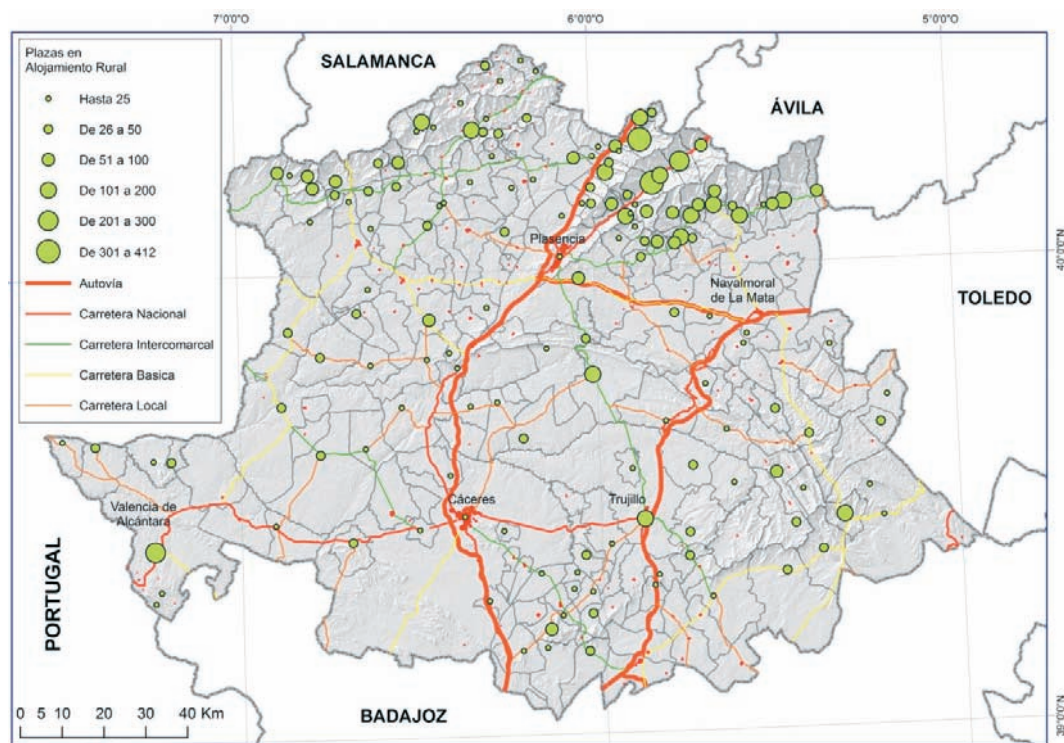 7°0'0"O
6°0'0"O
5°0'0"O
Plazas en
Alojamiento Rural
Hasta 25
De 26 a 50
De 51 a 100
De 101 a 200
De 201 a 300
De 301 a 412
Autovía
Carretera Nacional
Carretera Intercomarcal
Carretera Basica
Carretera Local
SALAMANCA
ÁVILA
Plasencia
40°0'0"N
Navalmoral
de La Mata
TOLEDO
Cáceres
Trujillo
Valencia de
Alcántara
PORTUGAL
BADAJOZ
39°0'0"N
0 5 10 20 30 40 Km